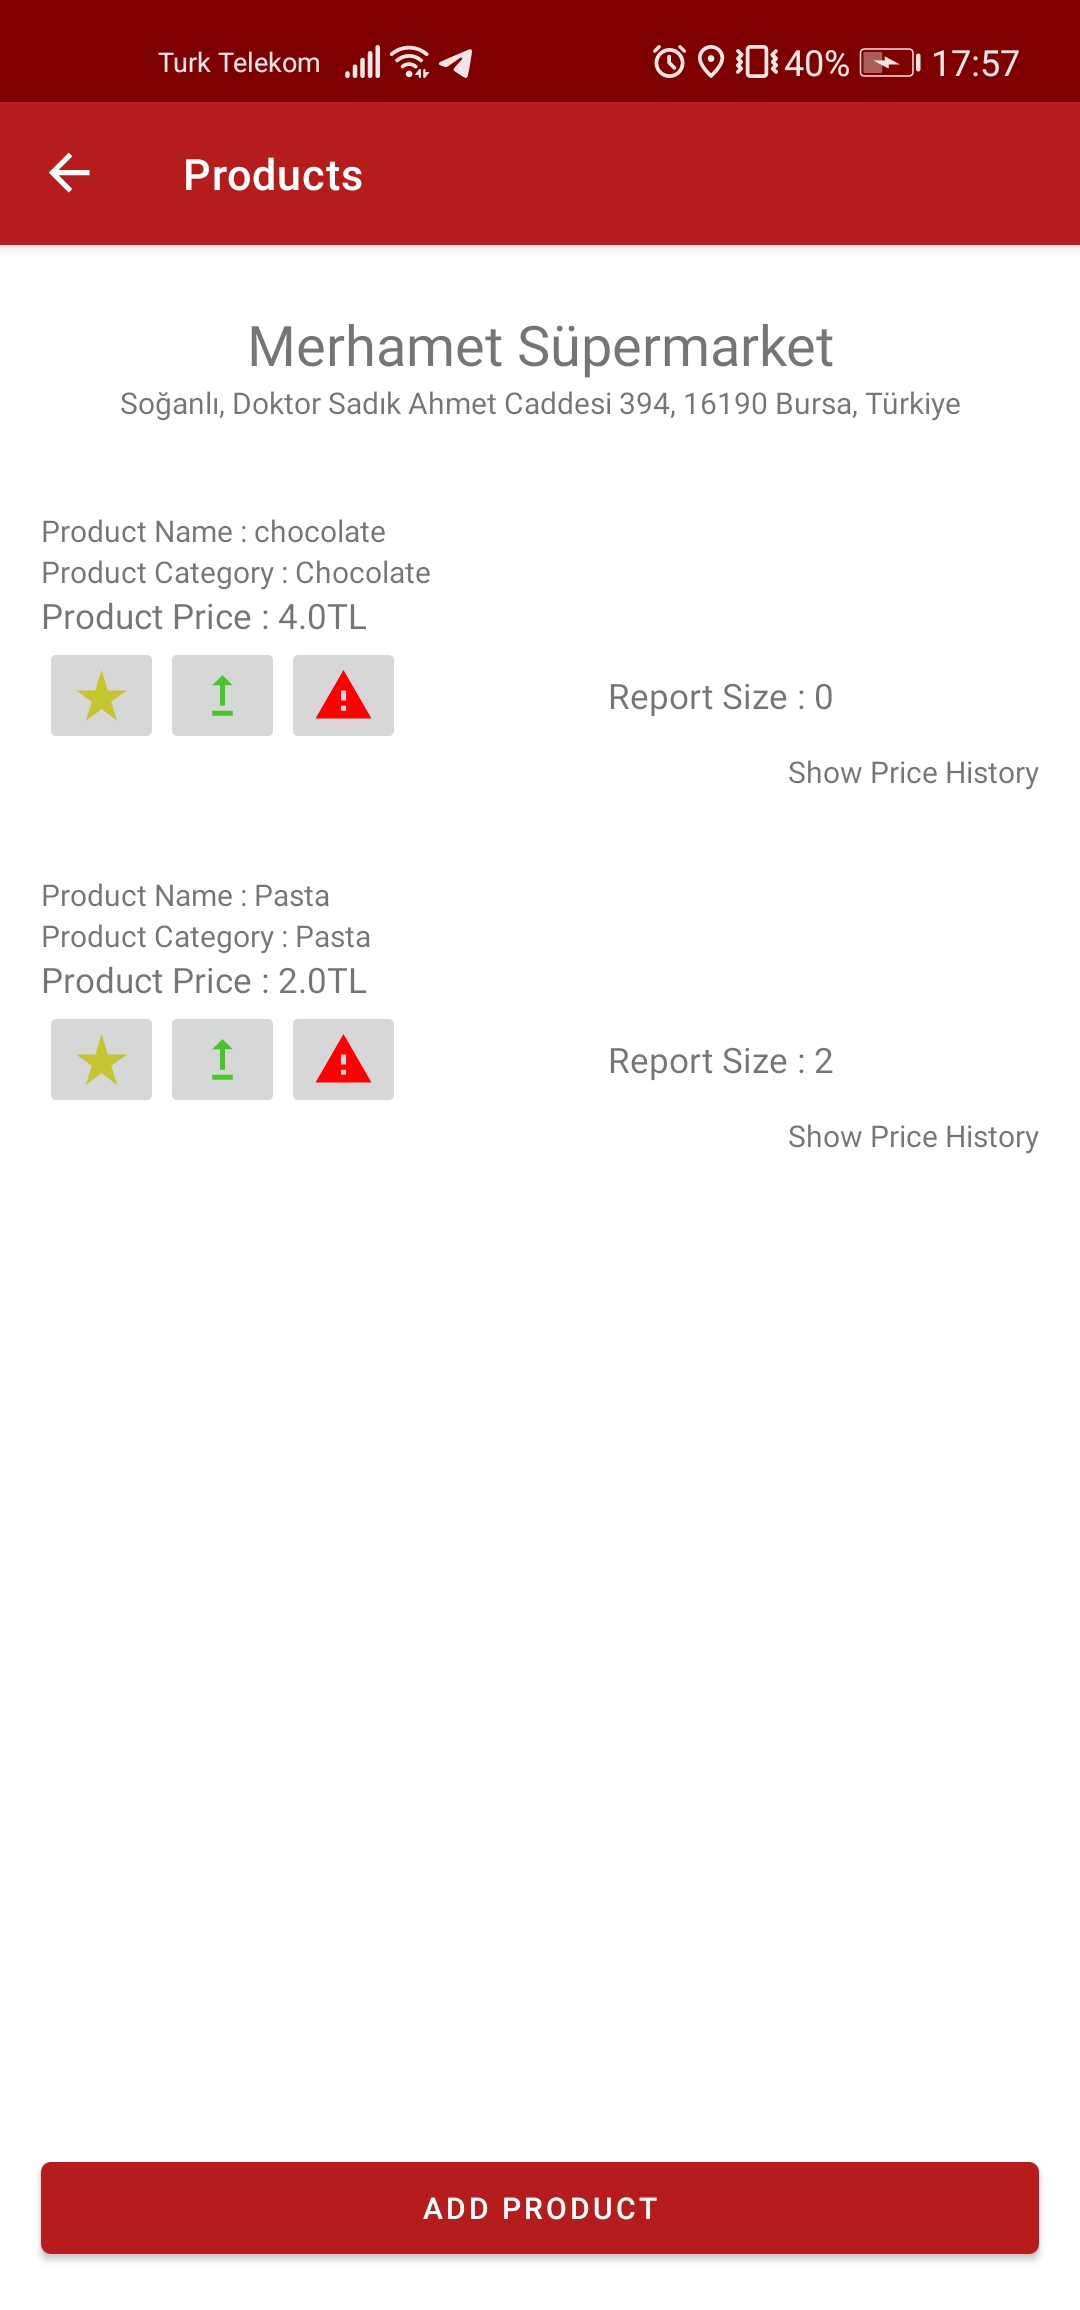 Turk Telekom 40% 17:57
Products
Merhamet Süpermarket
Soğanlı, Doktor Sadık Ahmet Caddesi 394, 16190 Bursa, Türkiye
Product Name : chocolate
Product Category : Chocolate
Product Price : 4.0TL
Report Size : 0
Show Price History
Product Name : Pasta
Product Category : Pasta
Product Price : 2.0TL
Report Size : 2
Show Price History
ADD PRODUCT